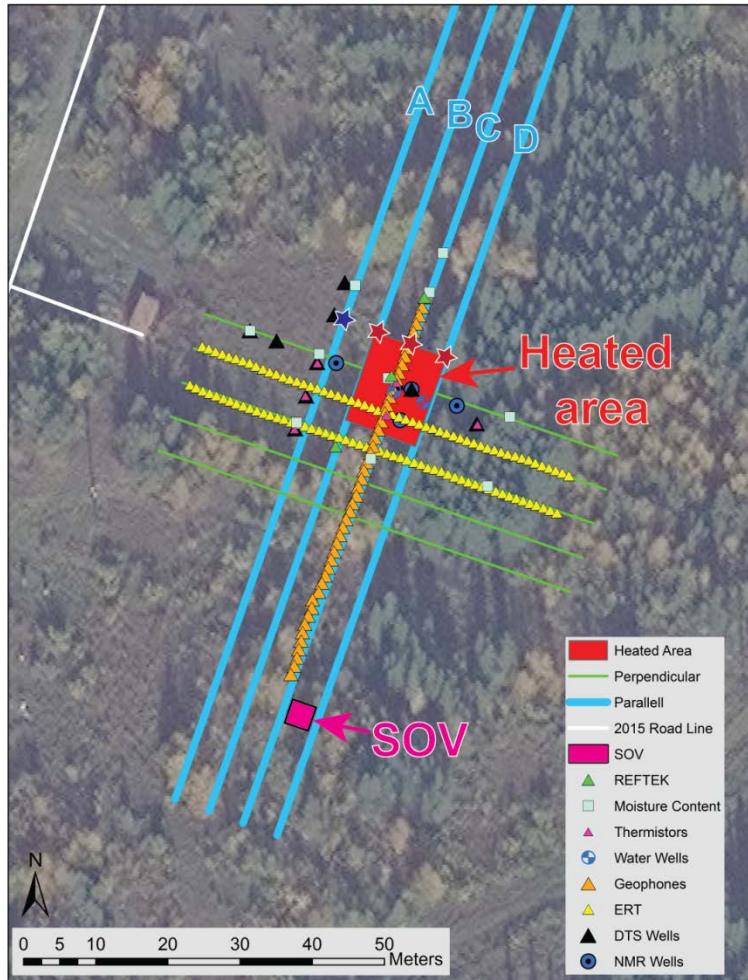 A
B
C
D
Heated
area
SOV
N
0 5 10 20 30 40 50
Meters
Heated Area
Perpendicular
Parallell
2015 Road Line
SOV
REFTEK
Moisture Content
Thermistors
Water Wells
Geophones
ERT
DTS Wells
NMR Wells